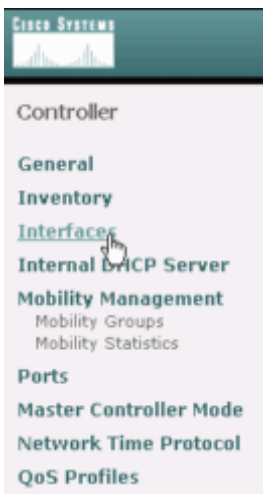 CISCO SYSTEMS
Controller
General
Inventory
Interfaces
Internal DHCP Server
Mobility Management
Mobility Groups
Mobility Statistics
Ports
Master Controller Mode
Network Time Protocol
QoS Profiles